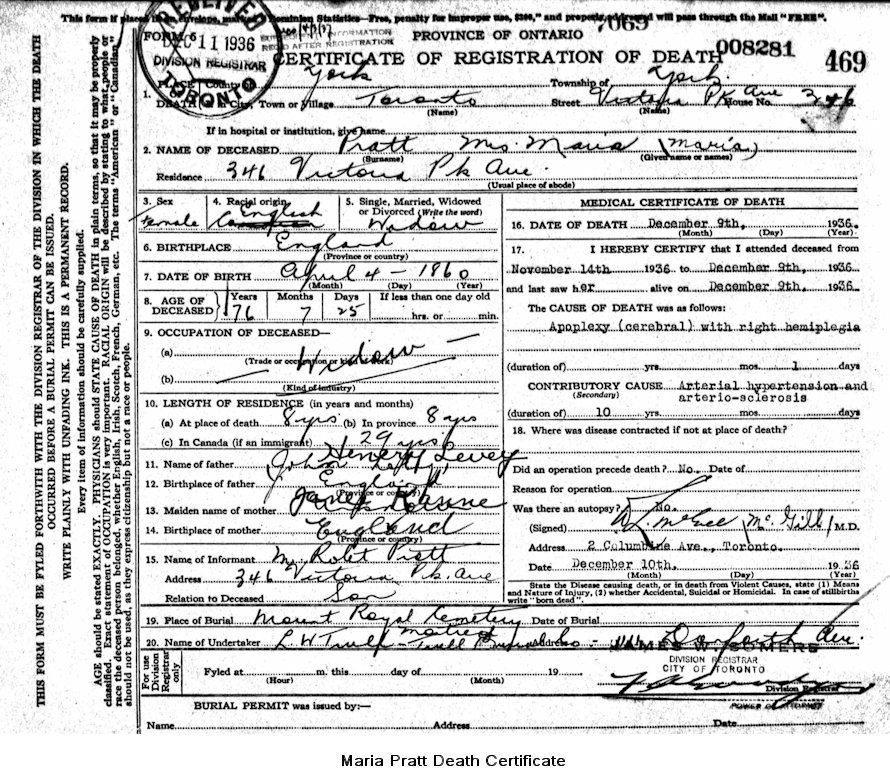 This form if placed in an envelope, marked Dominion Statistics—Free, penalty for improper use, $300," and properly addressed will pass through the Mail "FREE".
7069
FORM 6
RECEIVED
DEC 11 1936
DIVISION REGISTRAR
TORONTO
INFORMATION
REC'D AFTER REGISTRATION
PROVINCE OF ONTARIO
CERTIFICATE OF REGISTRATION OF DEATH
008281
469
1. PLACE OF DEATH County of York Township of York
City, Town or Village Toronto Street Victoria Pk Ave House No. 346
(Name) (Name)
If in hospital or institution, give name
2. NAME OF DECEASED Pratt Mrs. Maria (Maria)
(Surname) (Given name or names)
Residence 346 Victoria Pk Ave.
(Usual place of abode)
3. Sex Female
4. Racial origin English
5. Single, Married, Widowed or Divorced (Write the word) Widow
6. BIRTHPLACE England
(Province or country)
7. DATE OF BIRTH April 4 - 1860
(Month) (Day) (Year)
8. AGE OF DECEASED Years 76 Months 7 Days 25 If less than one day old
hrs. or min.
9. OCCUPATION OF DECEASED—
(a) Widow
(Trade or occupation or kind of work)
(b)
(Kind of industry)
10. LENGTH OF RESIDENCE (in years and months)
(a) At place of death 8 yrs (b) In province 8 yrs
(c) In Canada (if an immigrant) 29 yrs
11. Name of father John Henery Levey
12. Birthplace of father England
(Province or country)
13. Maiden name of mother Jane
14. Birthplace of mother England
(Province or country)
15. Name of Informant Mr Robt Pratt
Address 346 Victoria Pk Ave
Relation to Deceased Son
MEDICAL CERTIFICATE OF DEATH
16. DATE OF DEATH December 9th, 1936
(Month) (Day) (Year)
17. I HEREBY CERTIFY that I attended deceased from
November 14th 1936 to December 9th, 1936
and last saw her alive on December 9th, 1936
The CAUSE OF DEATH was as follows:
Apoplexy (cerebral) with right hemiplegia
(duration of) yrs. mos. 1 days
CONTRIBUTORY CAUSE Arterial hypertension and
(Secondary) arterio-sclerosis
(duration of) 10 yrs. mos. days
18. Where was disease contracted if not at place of death?
Did an operation precede death? No. Date of
Reason for operation
Was there an autopsy? No.
(Signed) (McGill) M.D.
Address 2 Columbine Ave., Toronto.
Date December 10th, 1936
(Month) (Day) (Year)
State the Disease causing death, or in death from Violent Causes, state (1) Means
and Nature of Injury, (2) whether Accidental, Suicidal or Homicidal. In case of stillbirths
write "born dead".
19. Place of Burial Mount Royal Cemetery Date of Burial
20. Name of Undertaker L. W. Trull Danforth Ave.
For use Division Registrar only
Fyled at m. this day of 19
(Hour) (Month)
JAMES W. SOMERS
DIVISION REGISTRAR
CITY OF TORONTO
Division Registrar
POWER OF ATTORNEY
BURIAL PERMIT was issued by:—
Name Address Date
THIS FORM MUST BE FYLED FORTHWITH WITH THE DIVISION REGISTRAR OF THE DIVISION IN WHICH THE DEATH
OCCURRED BEFORE A BURIAL PERMIT CAN BE ISSUED.
WRITE PLAINLY WITH UNFADING INK. THIS IS A PERMANENT RECORD.
Every item of information should be carefully supplied.
AGE should be stated EXACTLY. PHYSICIANS should STATE CAUSE OF DEATH in plain terms, so that it may be properly
classified. Exact statement of OCCUPATION is very important. RACIAL ORIGIN will be described by stating to what people or
race the deceased person belonged, whether English, Irish, Scotch, French, German, etc. The terms "American" or "Canadian"
should not be used, as they express citizenship but not a race or people.
Maria Pratt Death Certificate